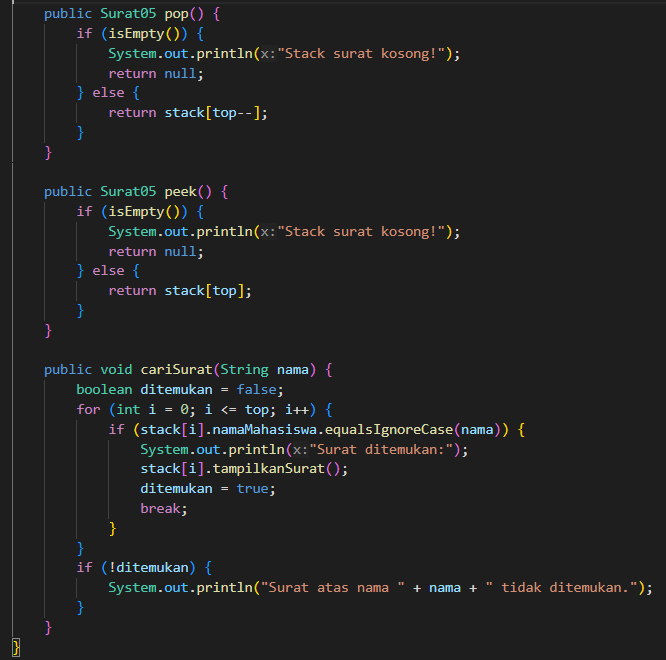 public Surat05 pop() {
if (isEmpty()) {
System.out.println(x:"Stack surat kosong!");
return null;
} else {
return stack[top--];
}
}
public Surat05 peek() {
if (isEmpty()) {
System.out.println(x:"Stack surat kosong!");
return null;
} else {
return stack[top];
}
}
public void cariSurat(String nama) {
boolean ditemukan = false;
for (int i = 0; i <= top; i++) {
if (stack[i].namaMahasiswa.equalsIgnoreCase(nama)) {
System.out.println(x:"Surat ditemukan:");
stack[i].tampilkanSurat();
ditemukan = true;
break;
}
}
if (!ditemukan) {
System.out.println("Surat atas nama " + nama + " tidak ditemukan.");
}
}
}